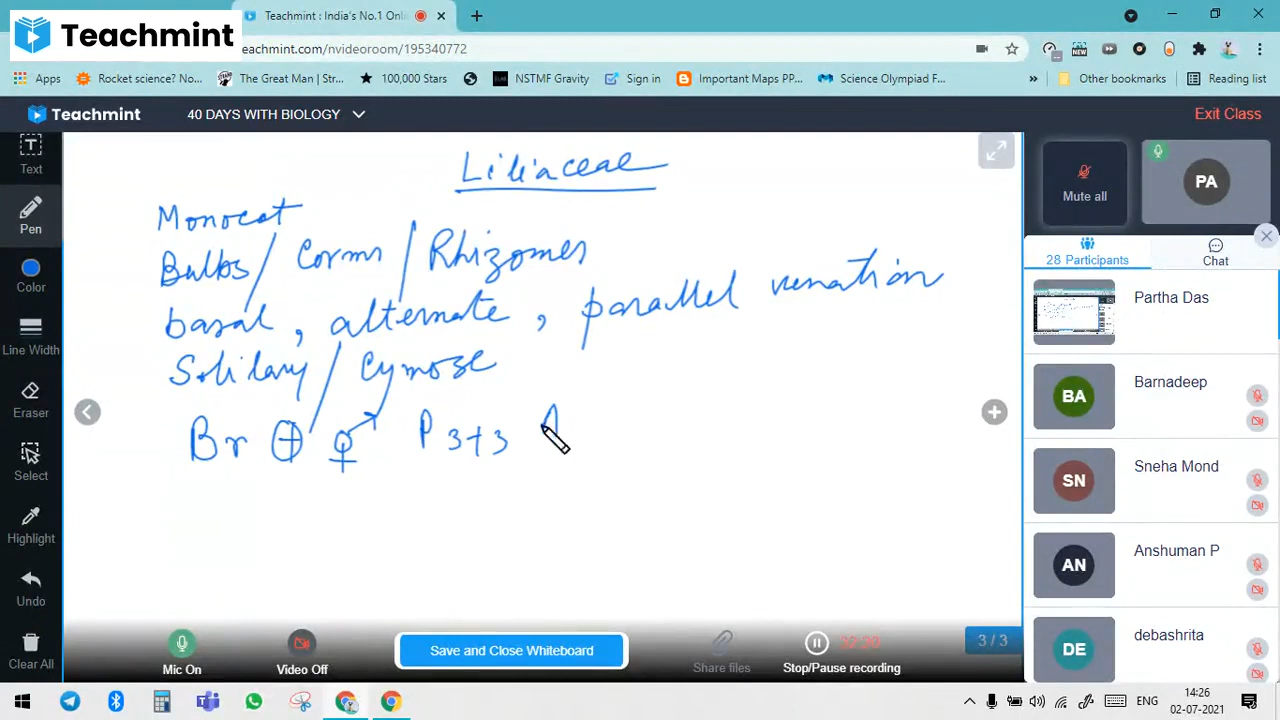 Teachmint
Teachmint : India's No.1 Onl
eachmint.com/nvideoroom/195340772
Apps
Rocket science? No...
The Great Man | Str...
100,000 Stars
NSTMF Gravity
Sign in
Important Maps PP...
Science Olympiad F...
»
Other bookmarks
Reading list
Teachmint
40 DAYS WITH BIOLOGY
Exit Class
Text
Pen
Color
Line Width
Eraser
Select
Highlight
Undo
Clear All
Liliaceae
Monocot
Bulbs / Corms / Rhizomes
basal, alternate, parallel venation
Solitary / Cymose
Br ⊕ ⚥ P 3+3 A
Mute all
PA
28 Participants
Chat
Partha Das
BA
Barnadeep
SN
Sneha Mond
AN
Anshuman P
DE
debashrita
Mic On
Video Off
Save and Close Whiteboard
Share files
Stop/Pause recording
3 / 3
ENG
14:26
02-07-2021